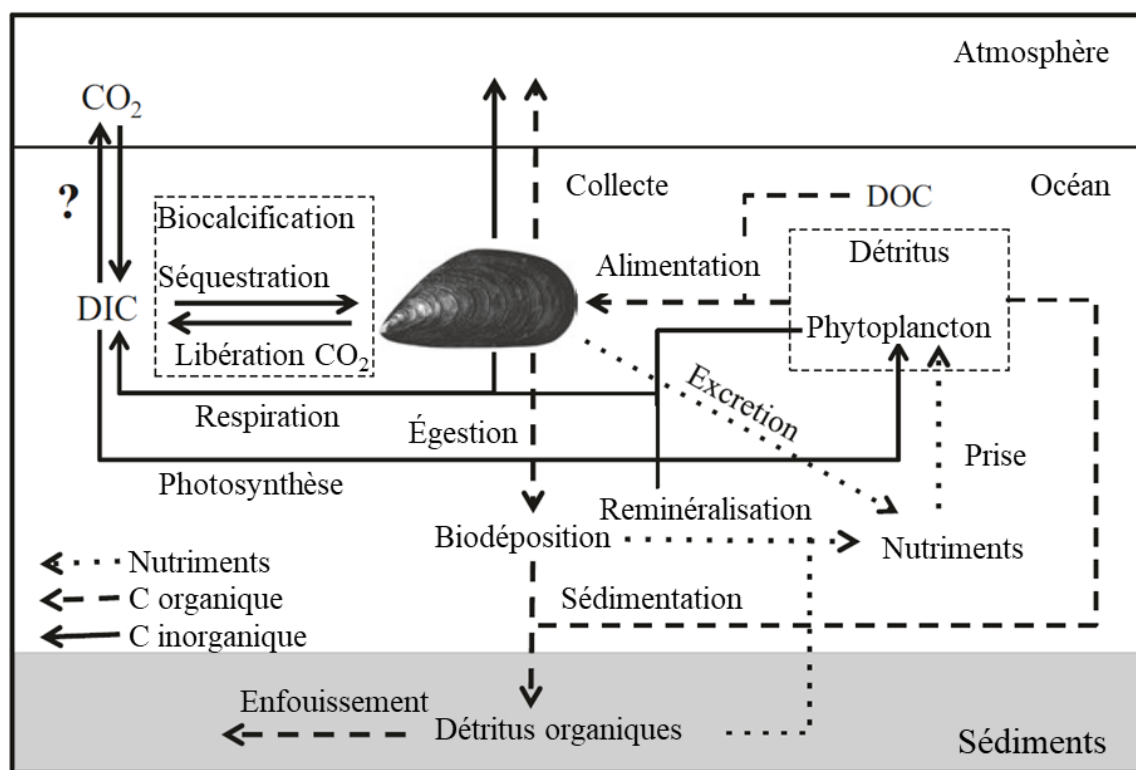 Atmosphère
CO2
Collecte
DOC
Océan
?
Biocalcification
Détritus
Alimentation
Séquestration
DIC
Phytoplancton
Libération CO2
Excretion
Respiration
Égestion
Prise
Photosynthèse
Reminéralisation
Biodéposition
Nutriments
Nutriments
C organique
Sédimentation
C inorganique
Enfouissement
Détritus organiques
Sédiments